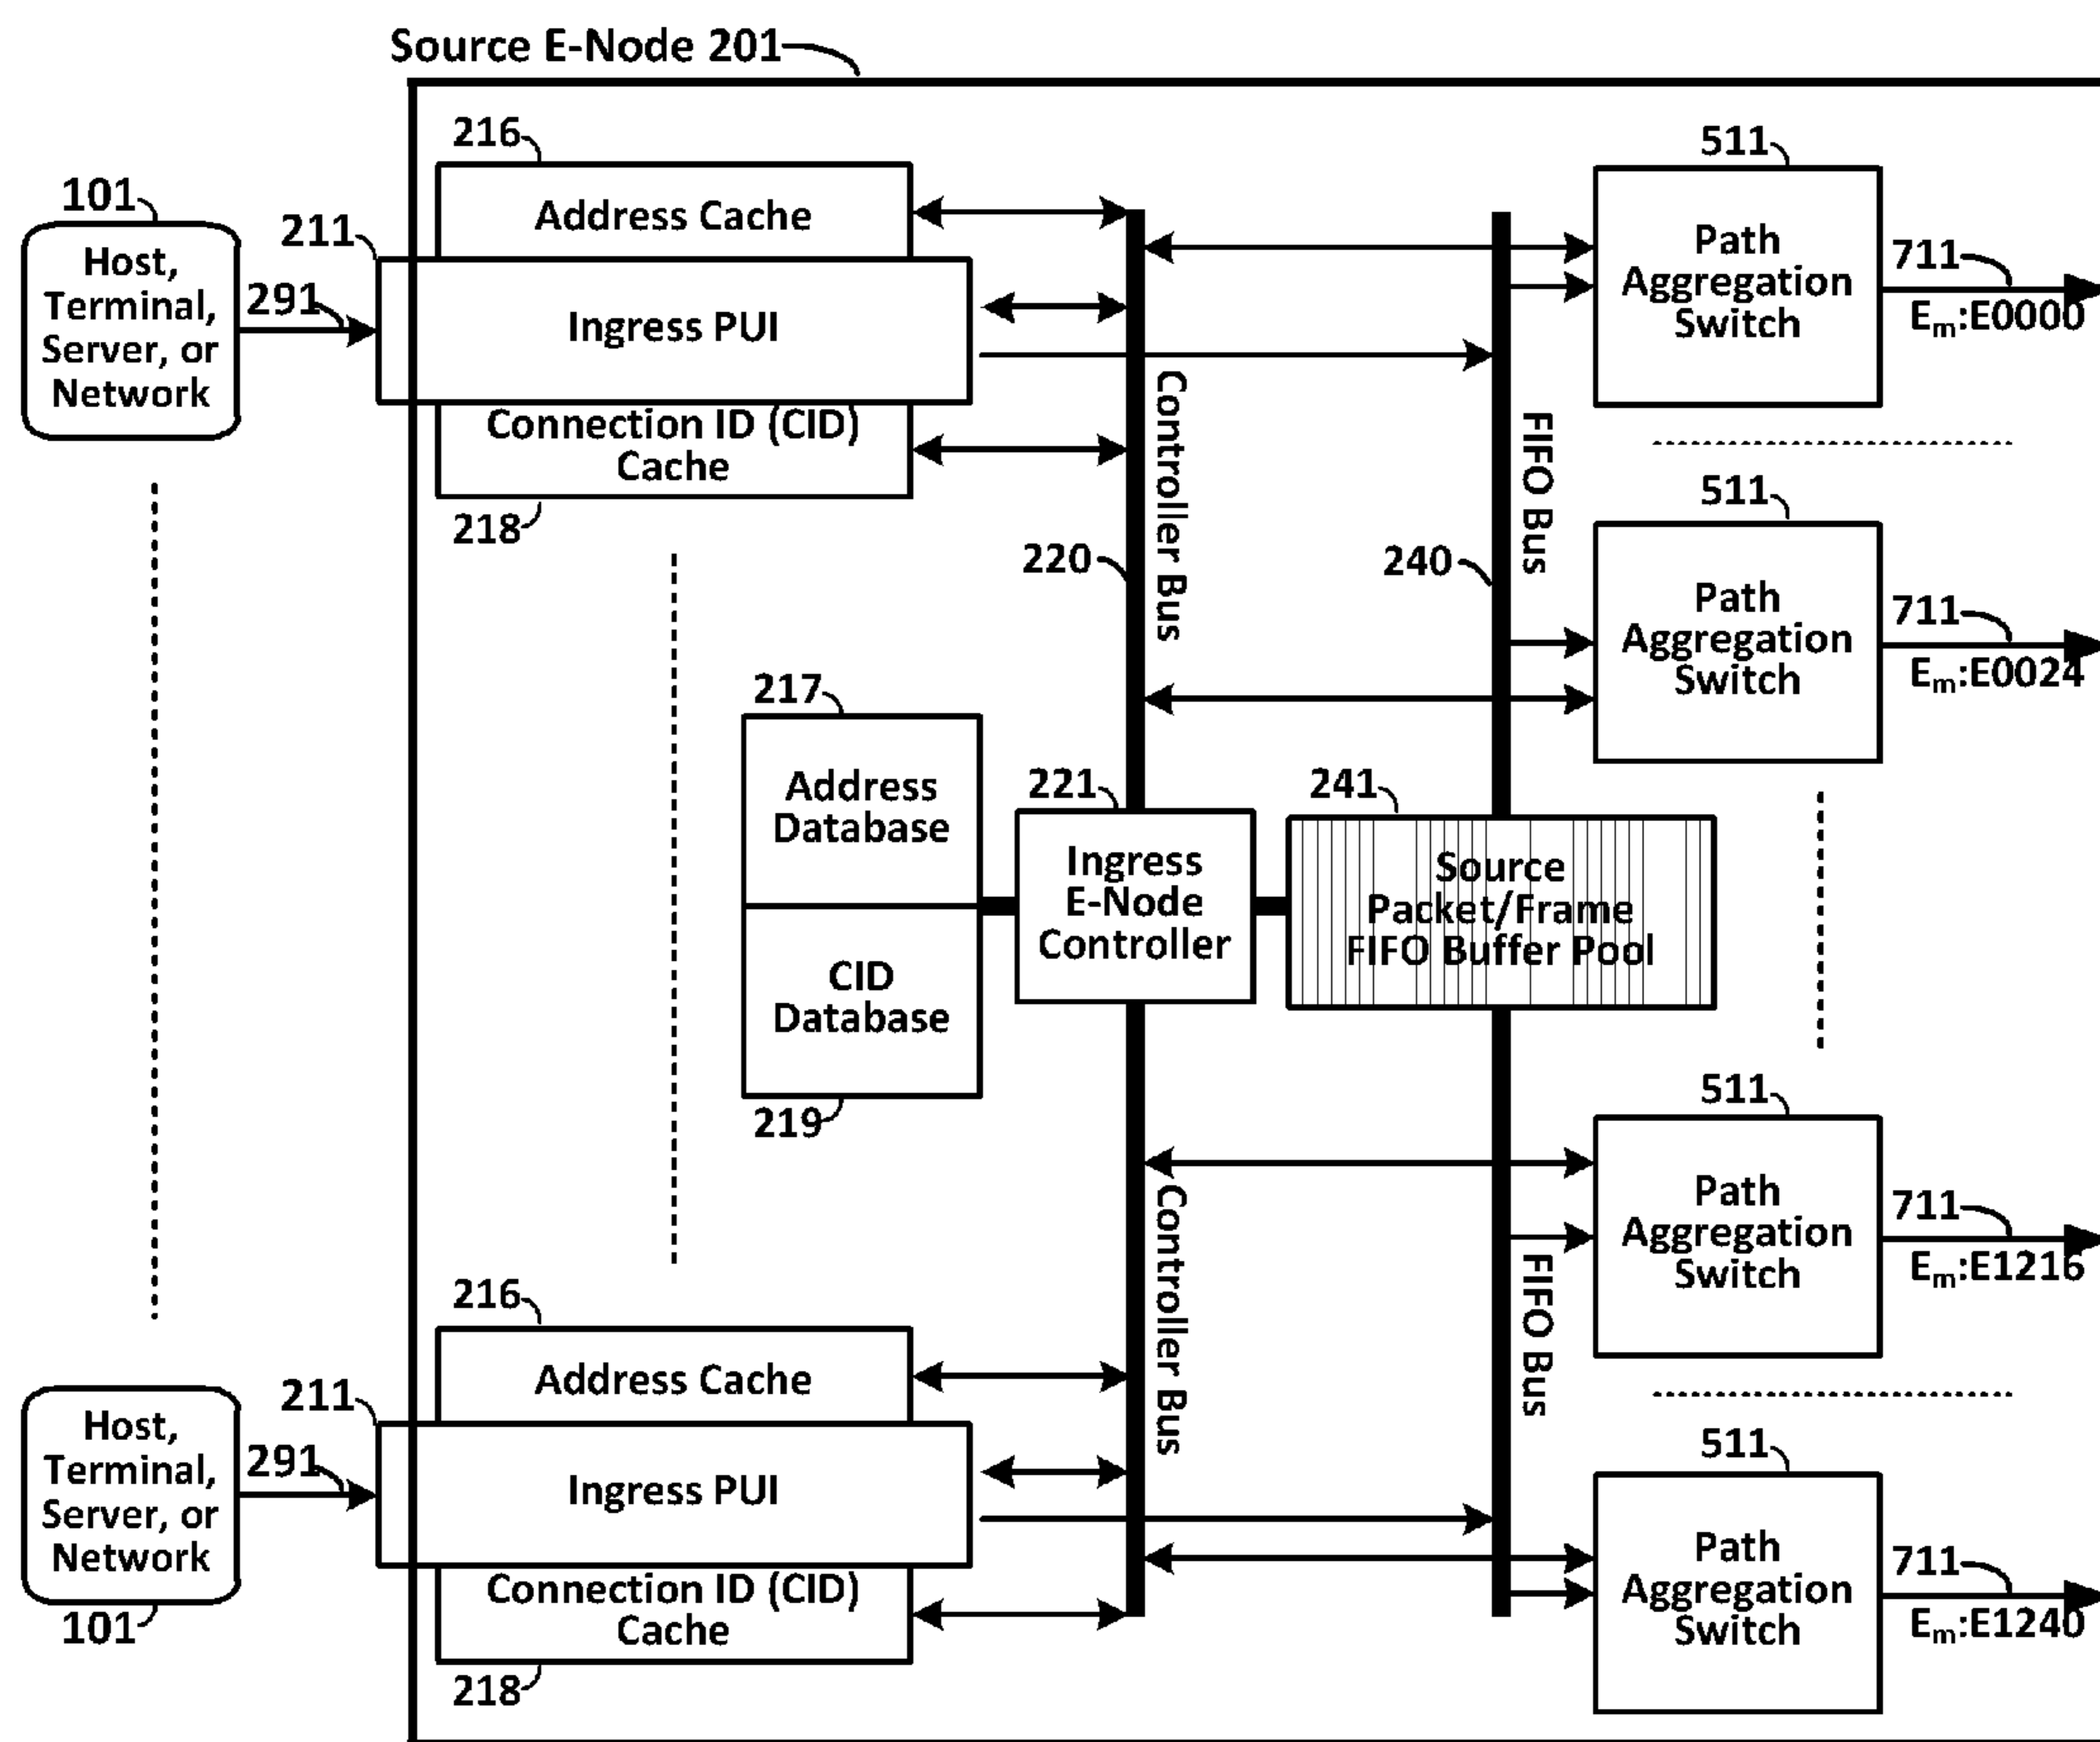 Source E-Node 201
216
Address Cache
101
211
Host,
Terminal,
Server, or
Network
291
Ingress PUI
Connection ID (CID)
Cache
218
220
Controller Bus
240
FIFO Bus
511
Path
Aggregation
Switch
711
Em:E0000
511
Path
Aggregation
Switch
711
Em:E0024
217
Address
Database
CID
Database
219
221
Ingress
E-Node
Controller
241
Source
Packet/Frame
FIFO Buffer Pool
511
Path
Aggregation
Switch
711
Em:E1216
Controller Bus
FIFO Bus
216
Address Cache
211
Host,
Terminal,
Server, or
Network
101
291
Ingress PUI
Connection ID (CID)
Cache
218
511
Path
Aggregation
Switch
711
Em:E1240